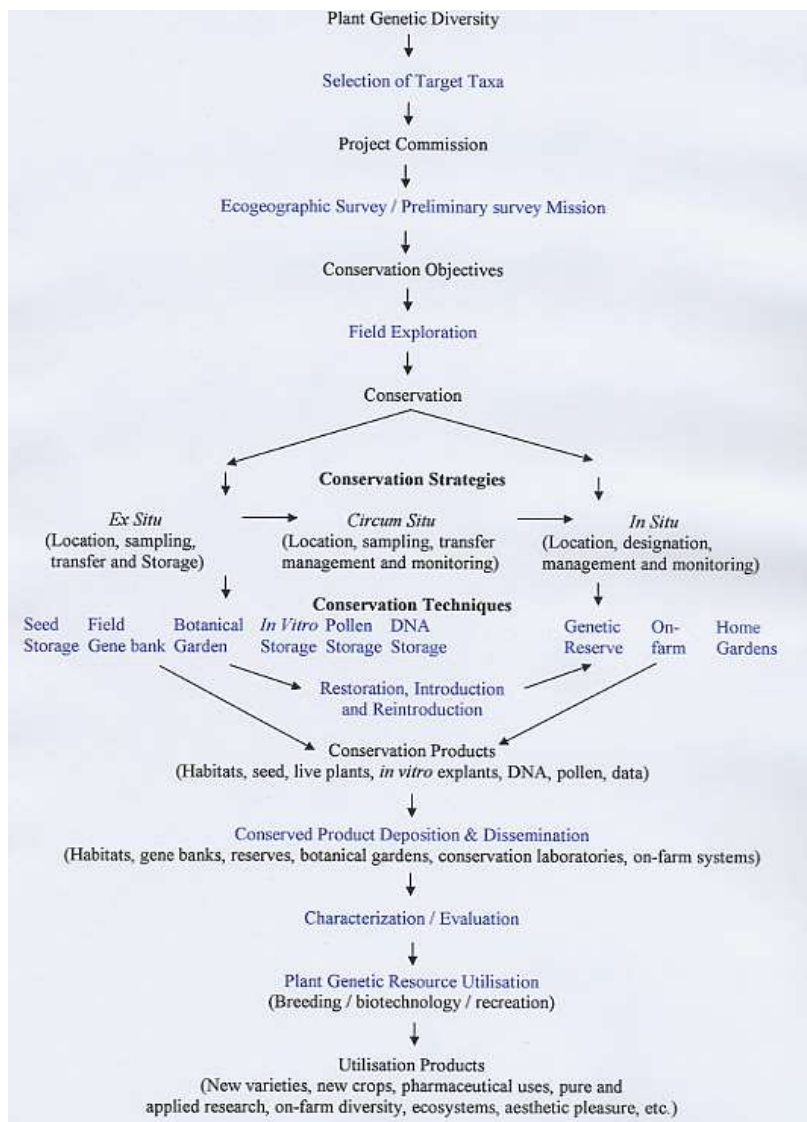 Plant Genetic Diversity
Selection of Target Taxa
Project Commission
Ecogeographic Survey / Preliminary survey Mission
Conservation Objectives
Field Exploration
Conservation
Conservation Strategies
Ex Situ
(Location, sampling,
transfer and Storage)
Circum Situ
(Location, sampling, transfer
management and monitoring)
In Situ
(Location, designation,
management and monitoring)
Conservation Techniques
Seed
Storage
Field
Gene bank
Botanical
Garden
In Vitro
Storage
Pollen
Storage
DNA
Storage
Genetic
Reserve
On-
farm
Home
Gardens
Restoration, Introduction
and Reintroduction
Conservation Products
(Habitats, seed, live plants, in vitro explants, DNA, pollen, data)
Conserved Product Deposition & Dissemination
(Habitats, gene banks, reserves, botanical gardens, conservation laboratories, on-farm systems)
Characterization / Evaluation
Plant Genetic Resource Utilisation
(Breeding / biotechnology / recreation)
Utilisation Products
(New varieties, new crops, pharmaceutical uses, pure and
applied research, on-farm diversity, ecosystems, aesthetic pleasure, etc.)